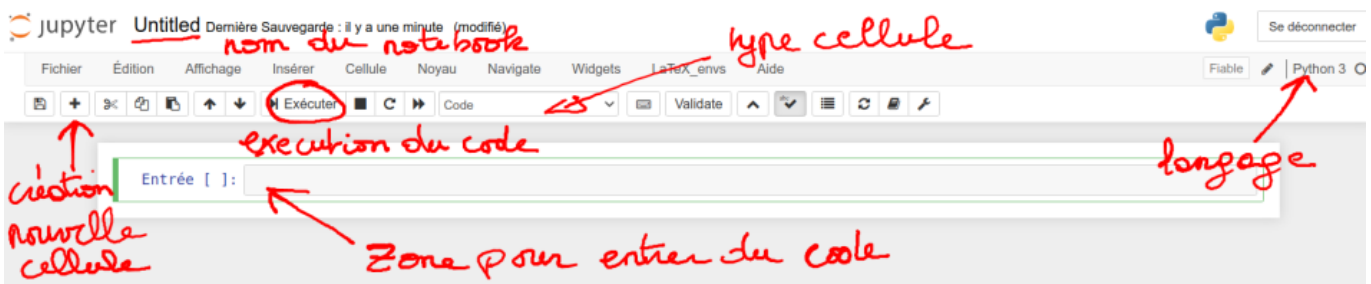 jupyter Untitled Dernière Sauvegarde : il y a une minute (modifié) Se déconnecter
nom du notebook
type cellule
Fichier Édition Affichage Insérer Cellule Noyau Navigate Widgets LaTeX_envs Aide Fiable Python 3
Exécuter Code Validate
execution du code
langage
Entrée [ ]:
création
nouvelle
cellule
Zone pour entrer du code